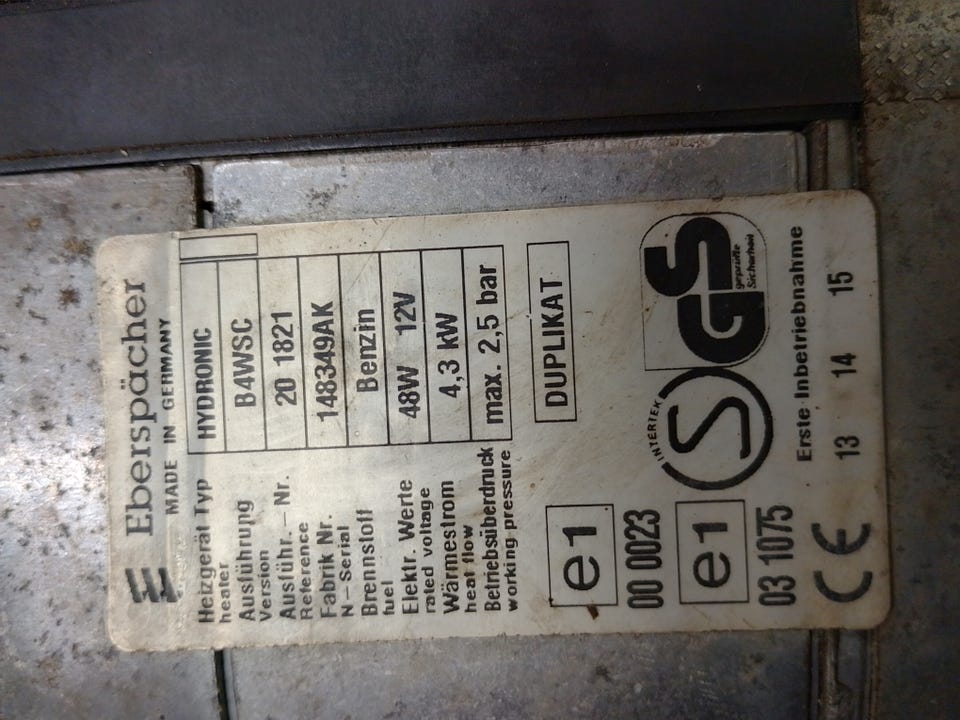 Eberspächer
MADE IN GERMANY
Heizgerät Typ HYDRONIC
heater
Ausführung B4WSC
Version
Ausführ.-Nr. 20 1821
Reference
Fabrik Nr. 148349AK
N-Serial
Brennstoff Benzin
fuel
Elektr. Werte 48W 12V
rated voltage
Wärmestrom 4,3 kW
heat flow
Betriebsüberdruck max. 2,5 bar
working pressure
DUPLIKAT
e1
00 0023
INTERTEK
S
GS
geprüfte
Sicherheit
e1
03 1075
Erste Inbetriebnahme
CE 13 14 15